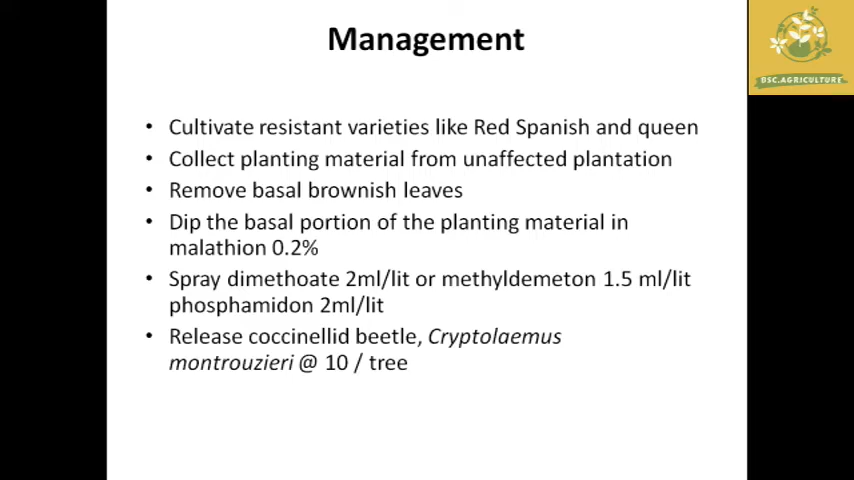 Management
BSC.AGRICULTURE
• Cultivate resistant varieties like Red Spanish and queen
• Collect planting material from unaffected plantation
• Remove basal brownish leaves
• Dip the basal portion of the planting material in
malathion 0.2%
• Spray dimethoate 2ml/lit or methyldemeton 1.5 ml/lit
phosphamidon 2ml/lit
• Release coccinellid beetle, Cryptolaemus
montrouzieri @ 10 / tree